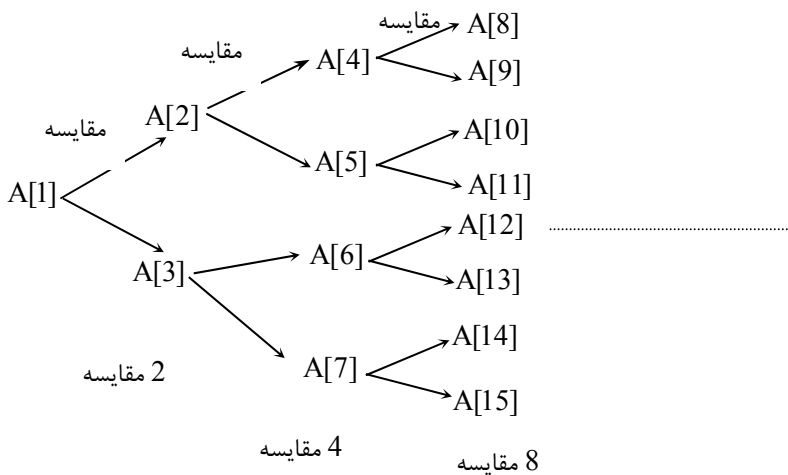 مقایسه A[8]
مقایسه A[4] A[9]
مقایسه A[2] A[10]
A[1] A[5] A[11]
A[6] A[12] ................................................
A[3] A[13]
A[14]
2 مقایسه A[7] A[15]
4 مقایسه
8 مقایسه